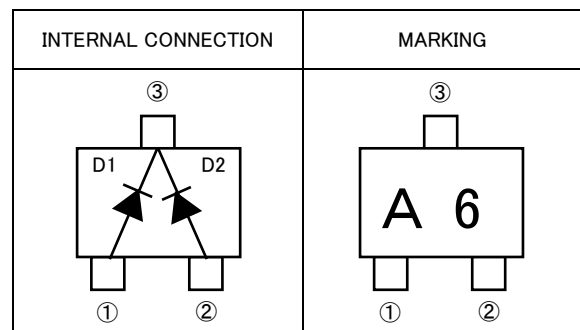 INTERNAL CONNECTION
MARKING
③
③
D1 D2
A 6
① ②
① ②